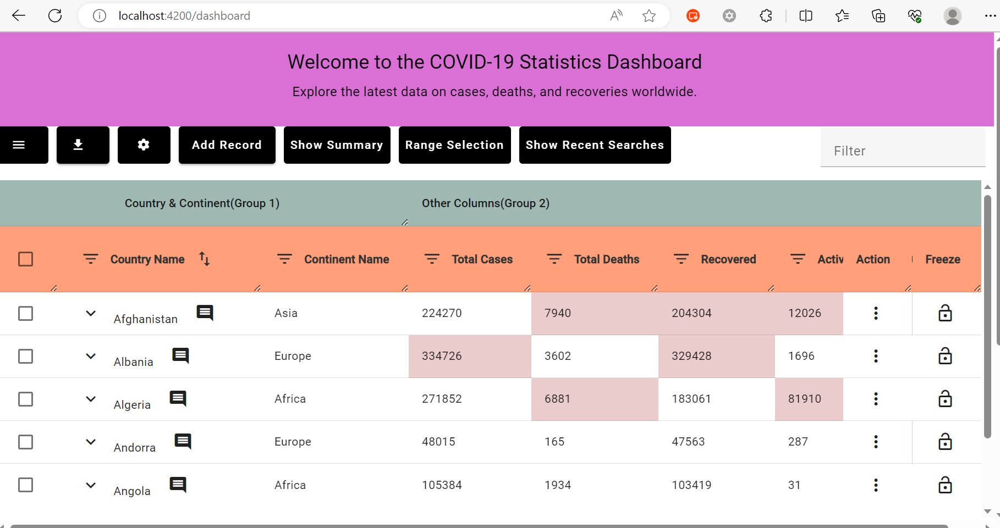 localhost:4200/dashboard
Welcome to the COVID-19 Statistics Dashboard
Explore the latest data on cases, deaths, and recoveries worldwide.
Add Record Show Summary Range Selection Show Recent Searches Filter
Country & Continent(Group 1) Other Columns(Group 2)
Country Name Continent Name Total Cases Total Deaths Recovered Activ Action Freeze
Afghanistan Asia 224270 7940 204304 12026
Albania Europe 334726 3602 329428 1696
Algeria Africa 271852 6881 183061 81910
Andorra Europe 48015 165 47563 287
Angola Africa 105384 1934 103419 31